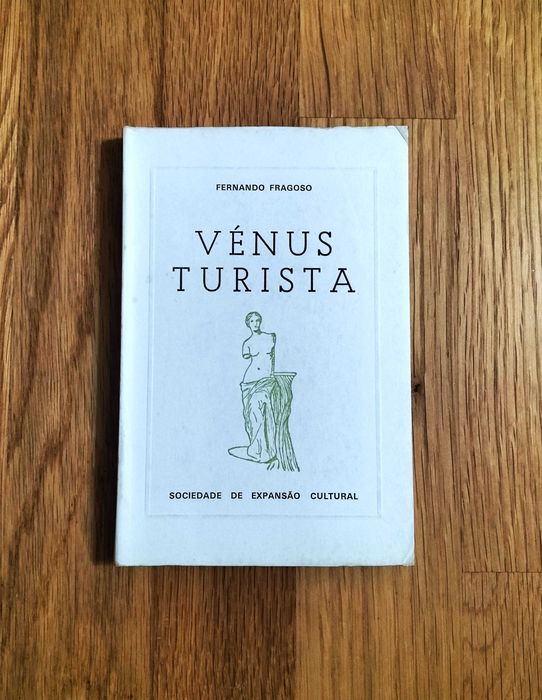 FERNANDO FRAGOSO
VÉNUS
TURISTA
SOCIEDADE DE EXPANSÃO CULTURAL